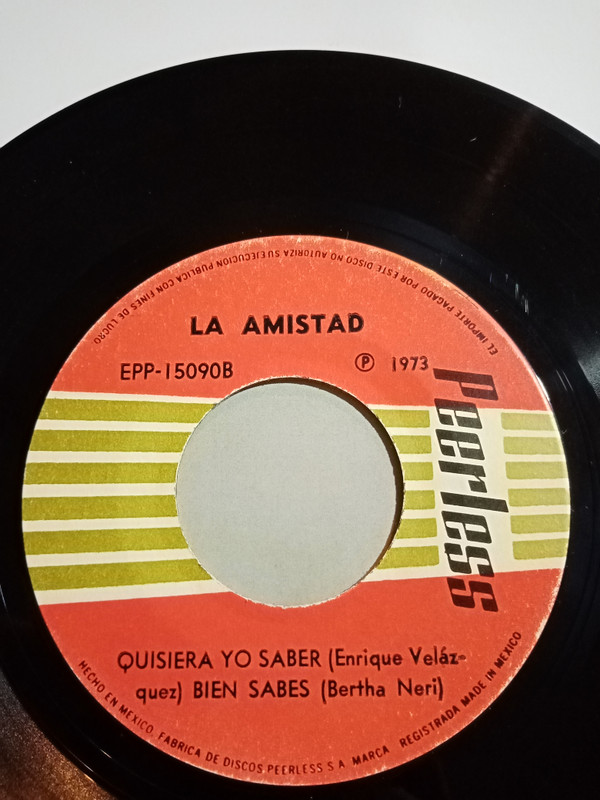 EL IMPORTE PAGADO POR ESTE DISCO NO AUTORIZA SU EJECUCION PUBLICA CON FINES DE LUCRO
LA AMISTAD
EPP-15090B
Ⓟ 1973
Peerless
QUISIERA YO SABER (Enrique Veláz-
quez) BIEN SABES (Bertha Neri)
HECHO EN MEXICO. FABRICA DE DISCOS PEERLESS S A MARCA REGISTRADA MADE IN MEXICO